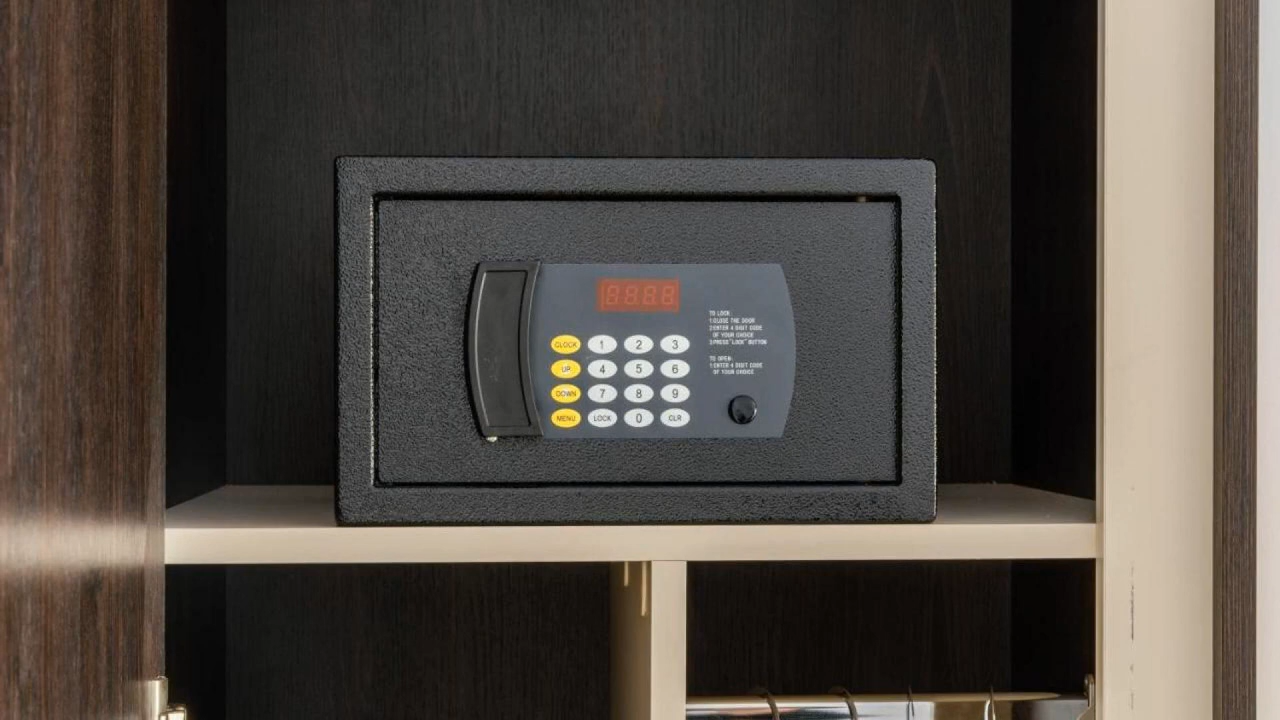 8.8.8.8
CLOCK 1 2 3
UP 4 5 6
DOWN 7 8 9
MENU LOCK 0 CLR
TO LOCK:
1:CLOSE THE DOOR
2:ENTER 4 DIGIT CODE
OF YOUR CHOICE
3:PRESS "LOCK" BUTTON
TO OPEN:
1:ENTER 4 DIGIT CODE
OF YOUR CHOICE